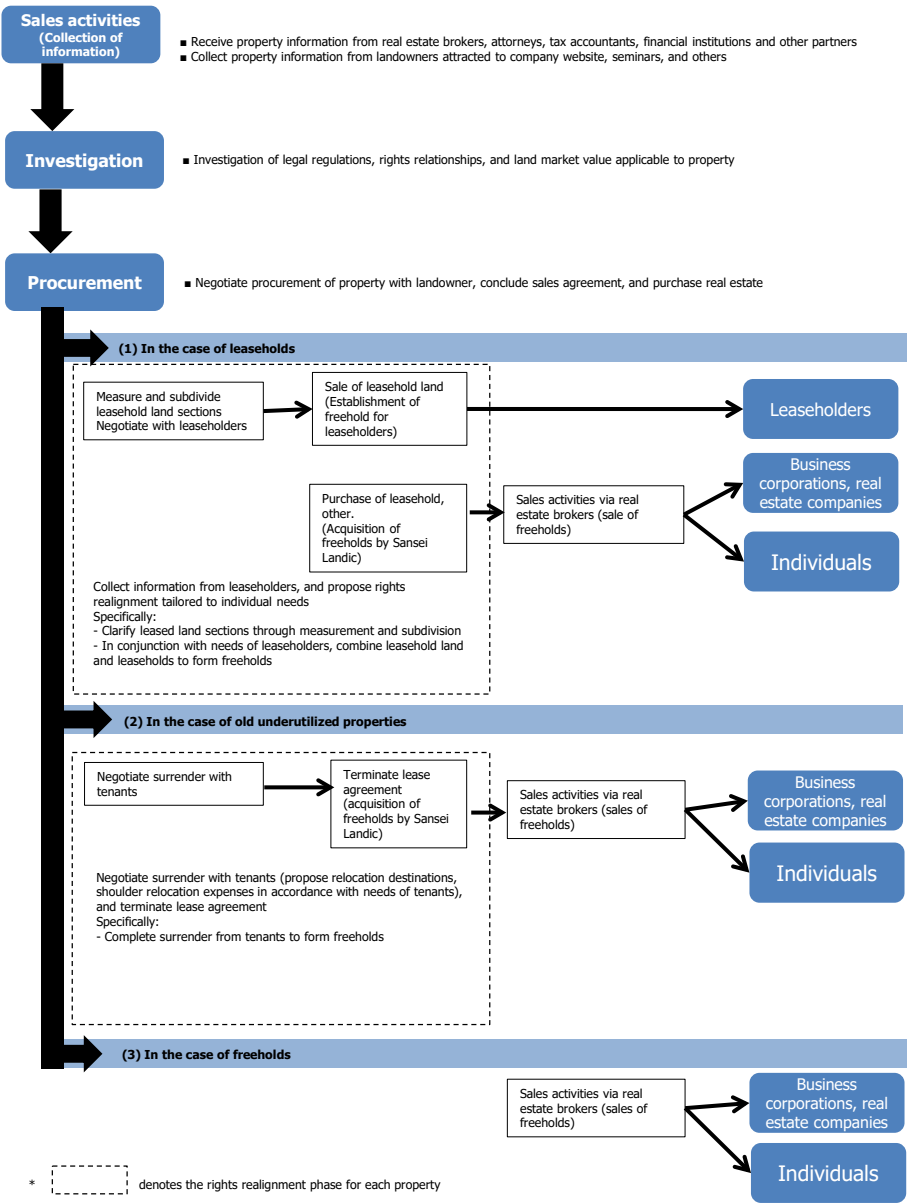 Sales activities
(Collection of
information)
■ Receive property information from real estate brokers, attorneys, tax accountants, financial institutions and other partners
■ Collect property information from landowners attracted to company website, seminars, and others
Investigation
■ Investigation of legal regulations, rights relationships, and land market value applicable to property
Procurement
■ Negotiate procurement of property with landowner, conclude sales agreement, and purchase real estate
(1) In the case of leaseholds
Measure and subdivide
leasehold land sections
Negotiate with leaseholders
Sale of leasehold land
(Establishment of
freehold for
leaseholders)
Leaseholders
Purchase of leasehold,
other.
(Acquisition of
freeholds by Sansei
Landic)
Sales activities via real
estate brokers (sale of
freeholds)
Business
corporations, real
estate companies
Individuals
Collect information from leaseholders, and propose rights
realignment tailored to individual needs
Specifically:
- Clarify leased land sections through measurement and subdivision
- In conjunction with needs of leaseholders, combine leasehold land
and leaseholds to form freeholds
(2) In the case of old underutilized properties
Negotiate surrender with
tenants
Terminate lease
agreement
(acquisition of
freeholds by Sansei
Landic)
Sales activities via real
estate brokers (sales of
freeholds)
Business
corporations, real
estate companies
Individuals
Negotiate surrender with tenants (propose relocation destinations,
shoulder relocation expenses in accordance with needs of tenants),
and terminate lease agreement
Specifically:
- Complete surrender from tenants to form freeholds
(3) In the case of freeholds
Sales activities via real
estate brokers (sales of
freeholds)
Business
corporations, real
estate companies
Individuals
* denotes the rights realignment phase for each property